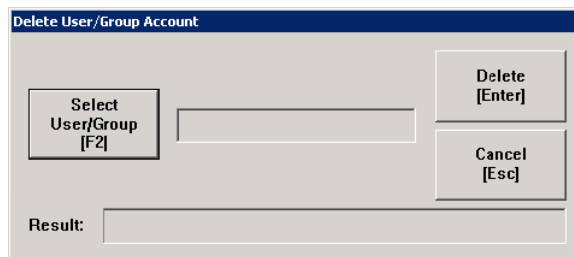 Delete User/Group Account
Select
User/Group
[F2]
Delete
[Enter]
Cancel
[Esc]
Result: